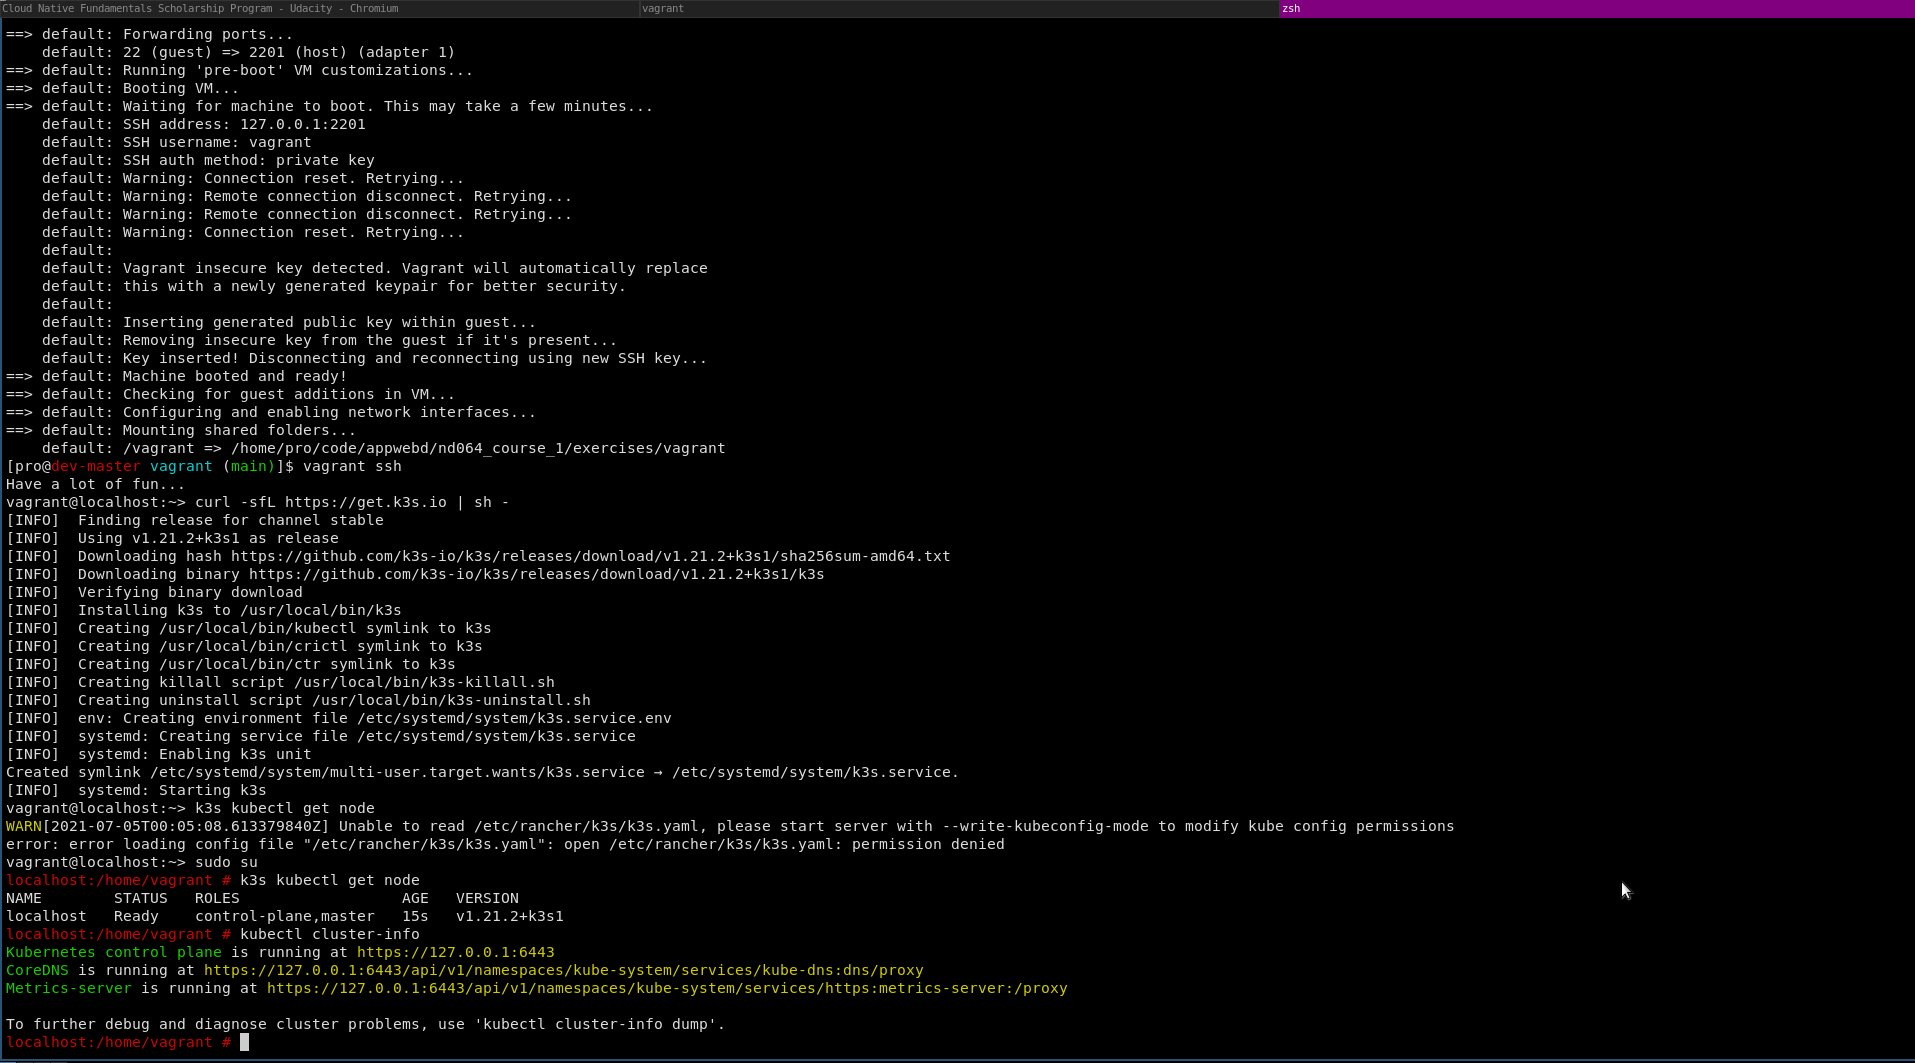 Cloud Native Fundamentals Scholarship Program - Udacity - Chromium
vagrant
zsh
==> default: Forwarding ports...
    default: 22 (guest) => 2201 (host) (adapter 1)
==> default: Running 'pre-boot' VM customizations...
==> default: Booting VM...
==> default: Waiting for machine to boot. This may take a few minutes...
    default: SSH address: 127.0.0.1:2201
    default: SSH username: vagrant
    default: SSH auth method: private key
    default: Warning: Connection reset. Retrying...
    default: Warning: Remote connection disconnect. Retrying...
    default: Warning: Remote connection disconnect. Retrying...
    default: Warning: Connection reset. Retrying...
    default:
    default: Vagrant insecure key detected. Vagrant will automatically replace
    default: this with a newly generated keypair for better security.
    default:
    default: Inserting generated public key within guest...
    default: Removing insecure key from the guest if it's present...
    default: Key inserted! Disconnecting and reconnecting using new SSH key...
==> default: Machine booted and ready!
==> default: Checking for guest additions in VM...
==> default: Configuring and enabling network interfaces...
==> default: Mounting shared folders...
    default: /vagrant => /home/pro/code/appwebd/nd064_course_1/exercises/vagrant
[pro@dev-master vagrant (main)]$ vagrant ssh
Have a lot of fun...
vagrant@localhost:~> curl -sfL https://get.k3s.io | sh -
[INFO]  Finding release for channel stable
[INFO]  Using v1.21.2+k3s1 as release
[INFO]  Downloading hash https://github.com/k3s-io/k3s/releases/download/v1.21.2+k3s1/sha256sum-amd64.txt
[INFO]  Downloading binary https://github.com/k3s-io/k3s/releases/download/v1.21.2+k3s1/k3s
[INFO]  Verifying binary download
[INFO]  Installing k3s to /usr/local/bin/k3s
[INFO]  Creating /usr/local/bin/kubectl symlink to k3s
[INFO]  Creating /usr/local/bin/crictl symlink to k3s
[INFO]  Creating /usr/local/bin/ctr symlink to k3s
[INFO]  Creating killall script /usr/local/bin/k3s-killall.sh
[INFO]  Creating uninstall script /usr/local/bin/k3s-uninstall.sh
[INFO]  env: Creating environment file /etc/systemd/system/k3s.service.env
[INFO]  systemd: Creating service file /etc/systemd/system/k3s.service
[INFO]  systemd: Enabling k3s unit
Created symlink /etc/systemd/system/multi-user.target.wants/k3s.service → /etc/systemd/system/k3s.service.
[INFO]  systemd: Starting k3s
vagrant@localhost:~> k3s kubectl get node
WARN[2021-07-05T00:05:08.613379840Z] Unable to read /etc/rancher/k3s/k3s.yaml, please start server with --write-kubeconfig-mode to modify kube config permissions
error: error loading config file "/etc/rancher/k3s/k3s.yaml": open /etc/rancher/k3s/k3s.yaml: permission denied
vagrant@localhost:~> sudo su
localhost:/home/vagrant # k3s kubectl get node
NAME        STATUS   ROLES                  AGE   VERSION
localhost   Ready    control-plane,master   15s   v1.21.2+k3s1
localhost:/home/vagrant # kubectl cluster-info
Kubernetes control plane is running at https://127.0.0.1:6443
CoreDNS is running at https://127.0.0.1:6443/api/v1/namespaces/kube-system/services/kube-dns:dns/proxy
Metrics-server is running at https://127.0.0.1:6443/api/v1/namespaces/kube-system/services/https:metrics-server:/proxy

To further debug and diagnose cluster problems, use 'kubectl cluster-info dump'.
localhost:/home/vagrant #